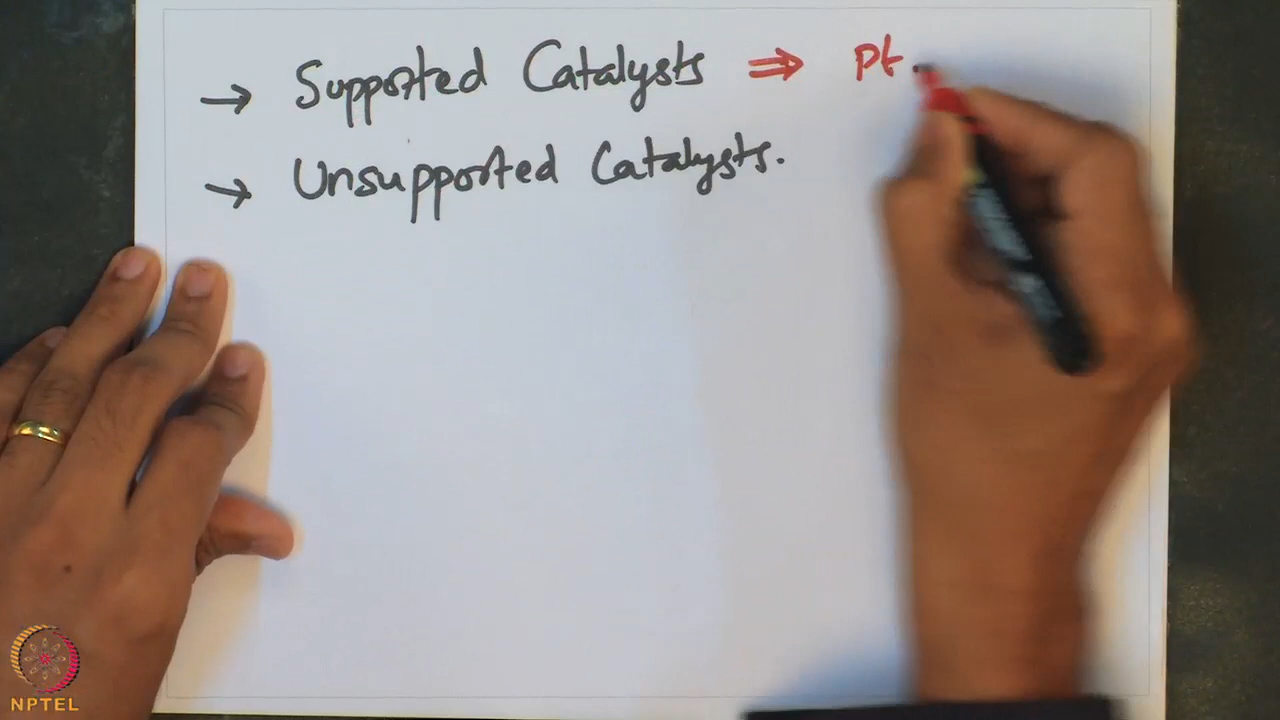 → Supported Catalysts ⇒ Pt
→ Unsupported Catalysts.
NPTEL